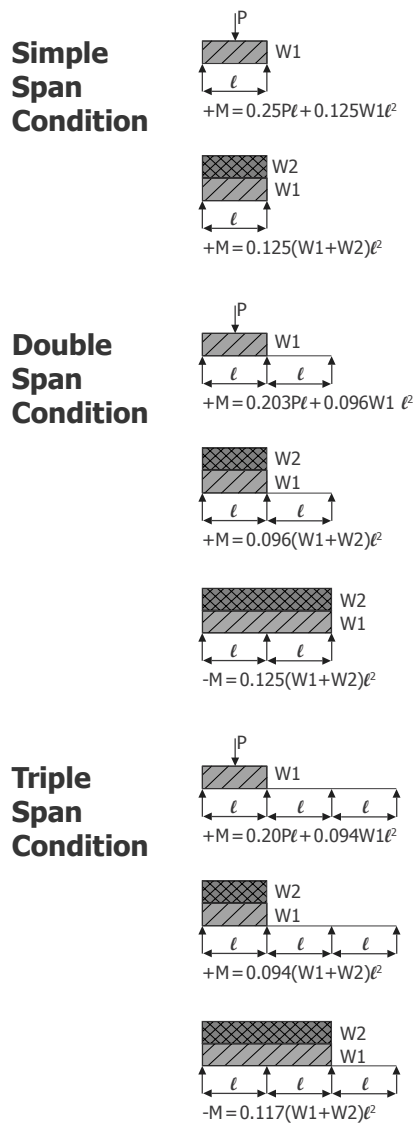 Simple
Span
Condition
P
W1
ℓ
+M = 0.25Pℓ + 0.125W1ℓ²
W2
W1
ℓ
+M = 0.125(W1+W2)ℓ²
Double
Span
Condition
P
W1
ℓ ℓ
+M = 0.203Pℓ + 0.096W1 ℓ²
W2
W1
ℓ ℓ
+M = 0.096(W1+W2)ℓ²
W2
W1
ℓ ℓ
-M = 0.125(W1+W2)ℓ²
Triple
Span
Condition
P
W1
ℓ ℓ ℓ
+M = 0.20Pℓ + 0.094W1ℓ²
W2
W1
ℓ ℓ ℓ
+M = 0.094(W1+W2)ℓ²
W2
W1
ℓ ℓ ℓ
-M = 0.117(W1+W2)ℓ²